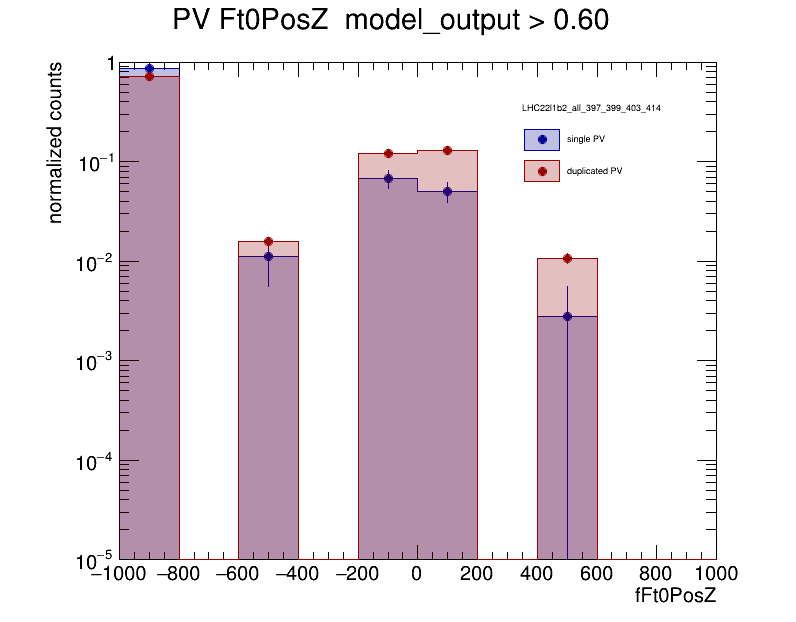 PV Ft0PosZ model_output > 0.60
normalized counts
1
10⁻¹
10⁻²
10⁻³
10⁻⁴
10⁻⁵
LHC22l1b2_all_397_399_403_414
single PV
duplicated PV
−1000 −800 −600 −400 −200 0 200 400 600 800 1000
fFt0PosZ